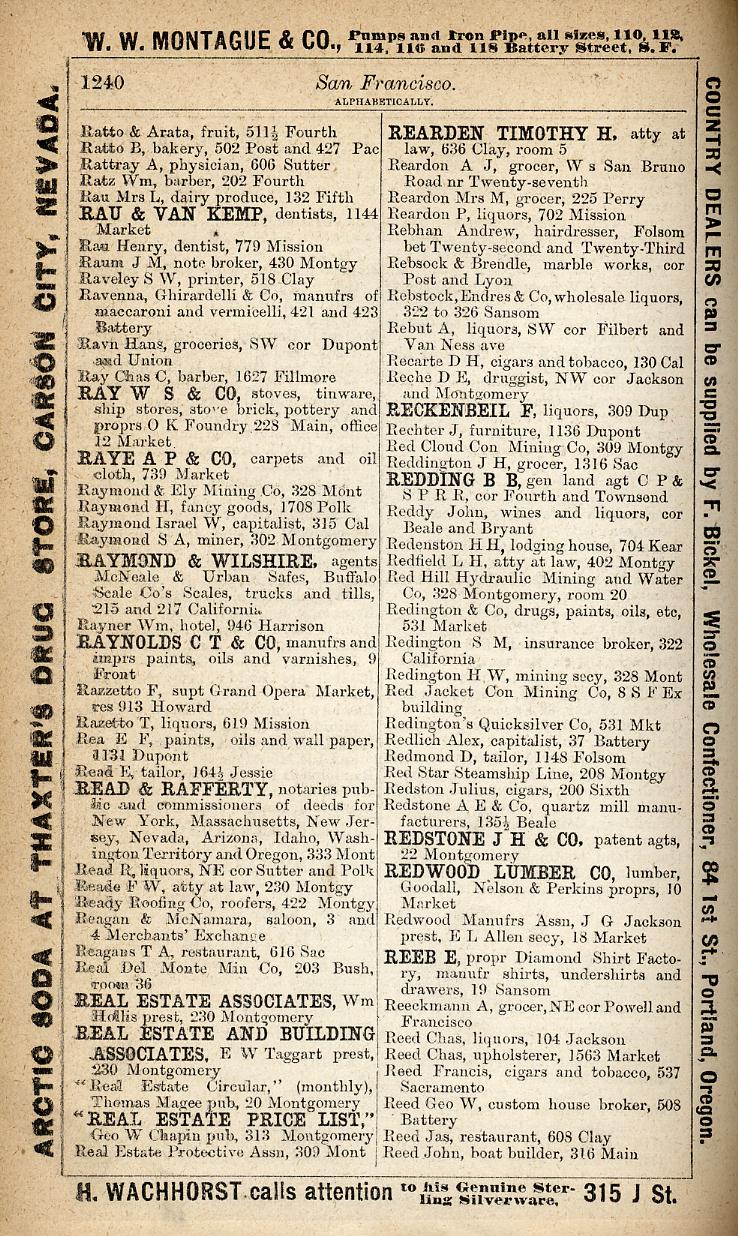 W. W. MONTAGUE & CO., Pumps and Iron Pipe, all sizes, 110, 112,
114, 116 and 118 Battery Street, S. F.
1240
San Francisco.
ALPHABETICALLY.
Ratto & Arata, fruit, 511½ Fourth
Ratto B, bakery, 502 Post and 427 Pac
Rattray A, physician, 606 Sutter
Ratz Wm, barber, 202 Fourth
Rau Mrs L, dairy produce, 132 Fifth
RAU & VAN KEMP, dentists, 1144
Market
Rau Henry, dentist, 779 Mission
Raum J M, note broker, 430 Montgy
Raveley S W, printer, 518 Clay
Ravenna, Ghirardelli & Co, manufrs of
maccaroni and vermicelli, 421 and 423
Battery
Ravn Hans, groceries, SW cor Dupont
and Union
Ray Chas C, barber, 1627 Fillmore
RAY W S & CO, stoves, tinware,
ship stores, stove brick, pottery and
proprs O K Foundry 228 Main, office
12 Market
RAYE A P & CO, carpets and oil
cloth, 739 Market
Raymond & Ely Mining Co, 328 Mont
Raymond H, fancy goods, 1708 Polk
Raymond Israel W, capitalist, 315 Cal
Raymond S A, miner, 302 Montgomery
RAYMOND & WILSHIRE, agents
McNeale & Urban Safes, Buffalo
Scale Co's Scales, trucks and tills,
215 and 217 California
Rayner Wm, hotel, 946 Harrison
RAYNOLDS C T & CO, manufrs and
imprs paints, oils and varnishes, 9
Front
Razzetto F, supt Grand Opera Market,
res 913 Howard
Razetto T, liquors, 619 Mission
Rea E F, paints, oils and wall paper,
1131 Dupont
Read E, tailor, 164½ Jessie
READ & RAFFERTY, notaries pub-
lic and commissioners of deeds for
New York, Massachusetts, New Jer-
sey, Nevada, Arizona, Idaho, Wash-
ington Territory and Oregon, 333 Mont
Read R, liquors, NE cor Sutter and Polk
Reade F W, atty at law, 230 Montgy
Ready Roofing Co, roofers, 422 Montgy
Reagan & McNamara, saloon, 3 and
4 Merchants' Exchange
Reagans T A, restaurant, 616 Sac
Real Del Monte Min Co, 203 Bush,
room 36
REAL ESTATE ASSOCIATES, Wm
Hollis prest, 230 Montgomery
REAL ESTATE AND BUILDING
ASSOCIATES, E W Taggart prest,
230 Montgomery
"Real Estate Circular," (monthly),
Thomas Magee pub, 20 Montgomery
"REAL ESTATE PRICE LIST,"
Geo W Chapin pub, 313 Montgomery
Real Estate Protective Assn, 309 Mont
REARDEN TIMOTHY H, atty at
law, 636 Clay, room 5
Reardon A J, grocer, W s San Bruno
Road nr Twenty-seventh
Reardon Mrs M, grocer, 225 Perry
Reardon P, liquors, 702 Mission
Rebhan Andrew, hairdresser, Folsom
bet Twenty-second and Twenty-Third
Rebsock & Brendle, marble works, cor
Post and Lyon
Rebstock, Endres & Co, wholesale liquors,
322 to 326 Sansom
Rebut A, liquors, SW cor Filbert and
Van Ness ave
Recarte D H, cigars and tobacco, 130 Cal
Reche D E, druggist, NW cor Jackson
and Montgomery
RECKENBEIL F, liquors, 309 Dup
Rechter J, furniture, 1136 Dupont
Red Cloud Con Mining Co, 309 Montgy
Reddington J H, grocer, 1316 Sac
REDDING B B, gen land agt C P &
S P R R, cor Fourth and Townsend
Reddy John, wines and liquors, cor
Beale and Bryant
Redenston H H, lodging house, 704 Kear
Redfield L H, atty at law, 402 Montgy
Red Hill Hydraulic Mining and Water
Co, 328 Montgomery, room 20
Redington & Co, drugs, paints, oils, etc,
531 Market
Redington S M, insurance broker, 322
California
Redington H W, mining secy, 328 Mont
Red Jacket Con Mining Co, 8 S F Ex
building
Redington's Quicksilver Co, 531 Mkt
Redlich Alex, capitalist, 37 Battery
Redmond D, tailor, 1148 Folsom
Red Star Steamship Line, 208 Montgy
Redston Julius, cigars, 200 Sixth
Redstone A E & Co, quartz mill manu-
facturers, 135½ Beale
REDSTONE J H & CO. patent agts,
22 Montgomery
REDWOOD LUMBER CO, lumber,
Goodall, Nelson & Perkins proprs, 10
Market
Redwood Manufrs Assn, J G Jackson
prest, E L Allen secy, 18 Market
REEB E, propr Diamond Shirt Facto-
ry, manufr shirts, undershirts and
drawers, 19 Sansom
Reeckmann A, grocer, NE cor Powell and
Francisco
Reed Chas, liquors, 104 Jackson
Reed Chas, upholsterer, 1563 Market
Reed Francis, cigars and tobacco, 537
Sacramento
Reed Geo W, custom house broker, 508
Battery
Reed Jas, restaurant, 608 Clay
Reed John, boat builder, 316 Main
ARCTIC SODA AT THAXTER'S DRUG STORE, CARSON CITY, NEVADA.
COUNTRY DEALERS can be supplied by F. Bickel, Wholesale Confectioner, 84 1st St., Portland, Oregon.
H. WACHHORST calls attention to his Genuine Ster-
ling Silverware, 315 J St.